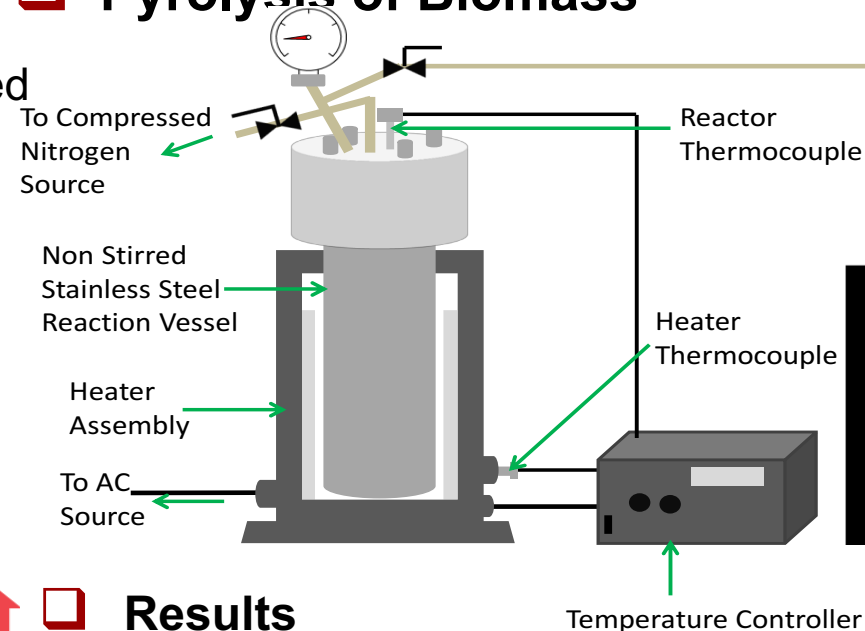 Pyrolysis of Biomass
ed
To Compressed
Nitrogen
Source
Reactor
Thermocouple
Non Stirred
Stainless Steel
Reaction Vessel
Heater
Thermocouple
Heater
Assembly
To AC
Source
Results
Temperature Controller